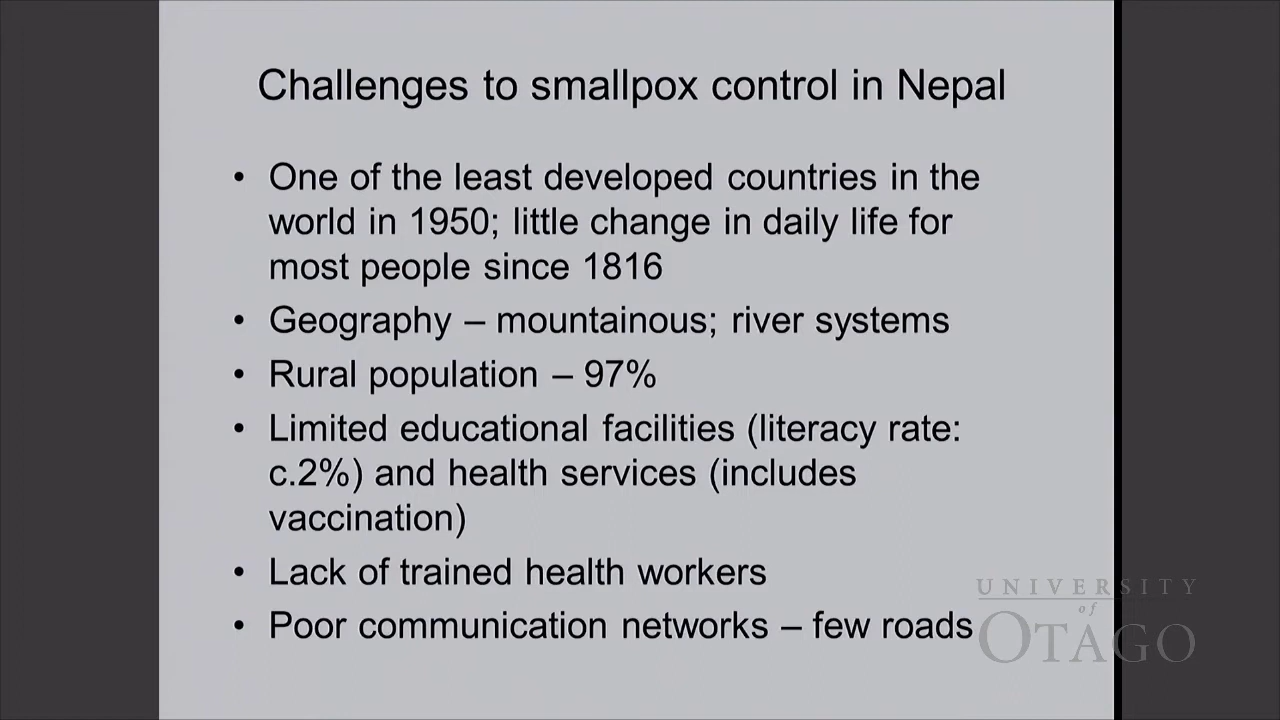 Challenges to smallpox control in Nepal
• One of the least developed countries in the
world in 1950; little change in daily life for
most people since 1816
• Geography – mountainous; river systems
• Rural population – 97%
• Limited educational facilities (literacy rate:
c.2%) and health services (includes
vaccination)
• Lack of trained health workers
• Poor communication networks – few roads
UNIVERSITY
of
OTAGO